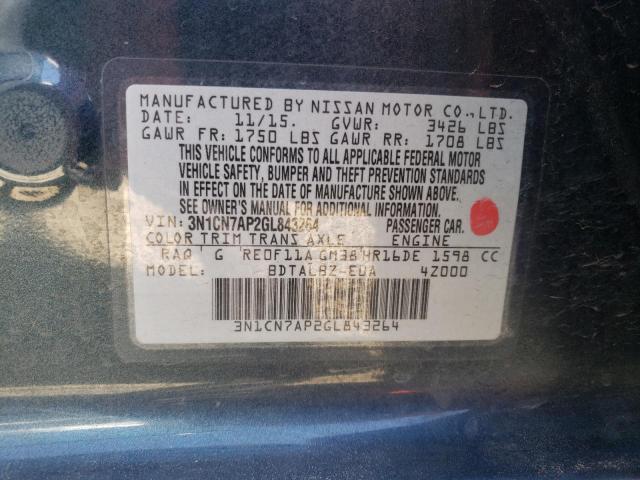 MANUFACTURED BY NISSAN MOTOR CO.,LTD.
DATE: 11/15. GVWR: 3426 LBS
GAWR FR: 1750 LBS GAWR RR: 1708 LBS
THIS VEHICLE CONFORMS TO ALL APPLICABLE FEDERAL MOTOR
VEHICLE SAFETY, BUMPER AND THEFT PREVENTION STANDARDS
IN EFFECT ON THE DATE OF MANUFACTURE SHOWN ABOVE.
SEE OWNER'S MANUAL FOR ADDITIONAL INFORMATION.
VIN: 3N1CN7AP2GL843264 PASSENGER CAR.
COLOR TRIM TRANS AXLE ENGINE
RAQ G RE0F11A GM38 HR16DE 1598 CC
MODEL: BDTALBZ-EUA 4Z000
3N1CN7AP2GL843264